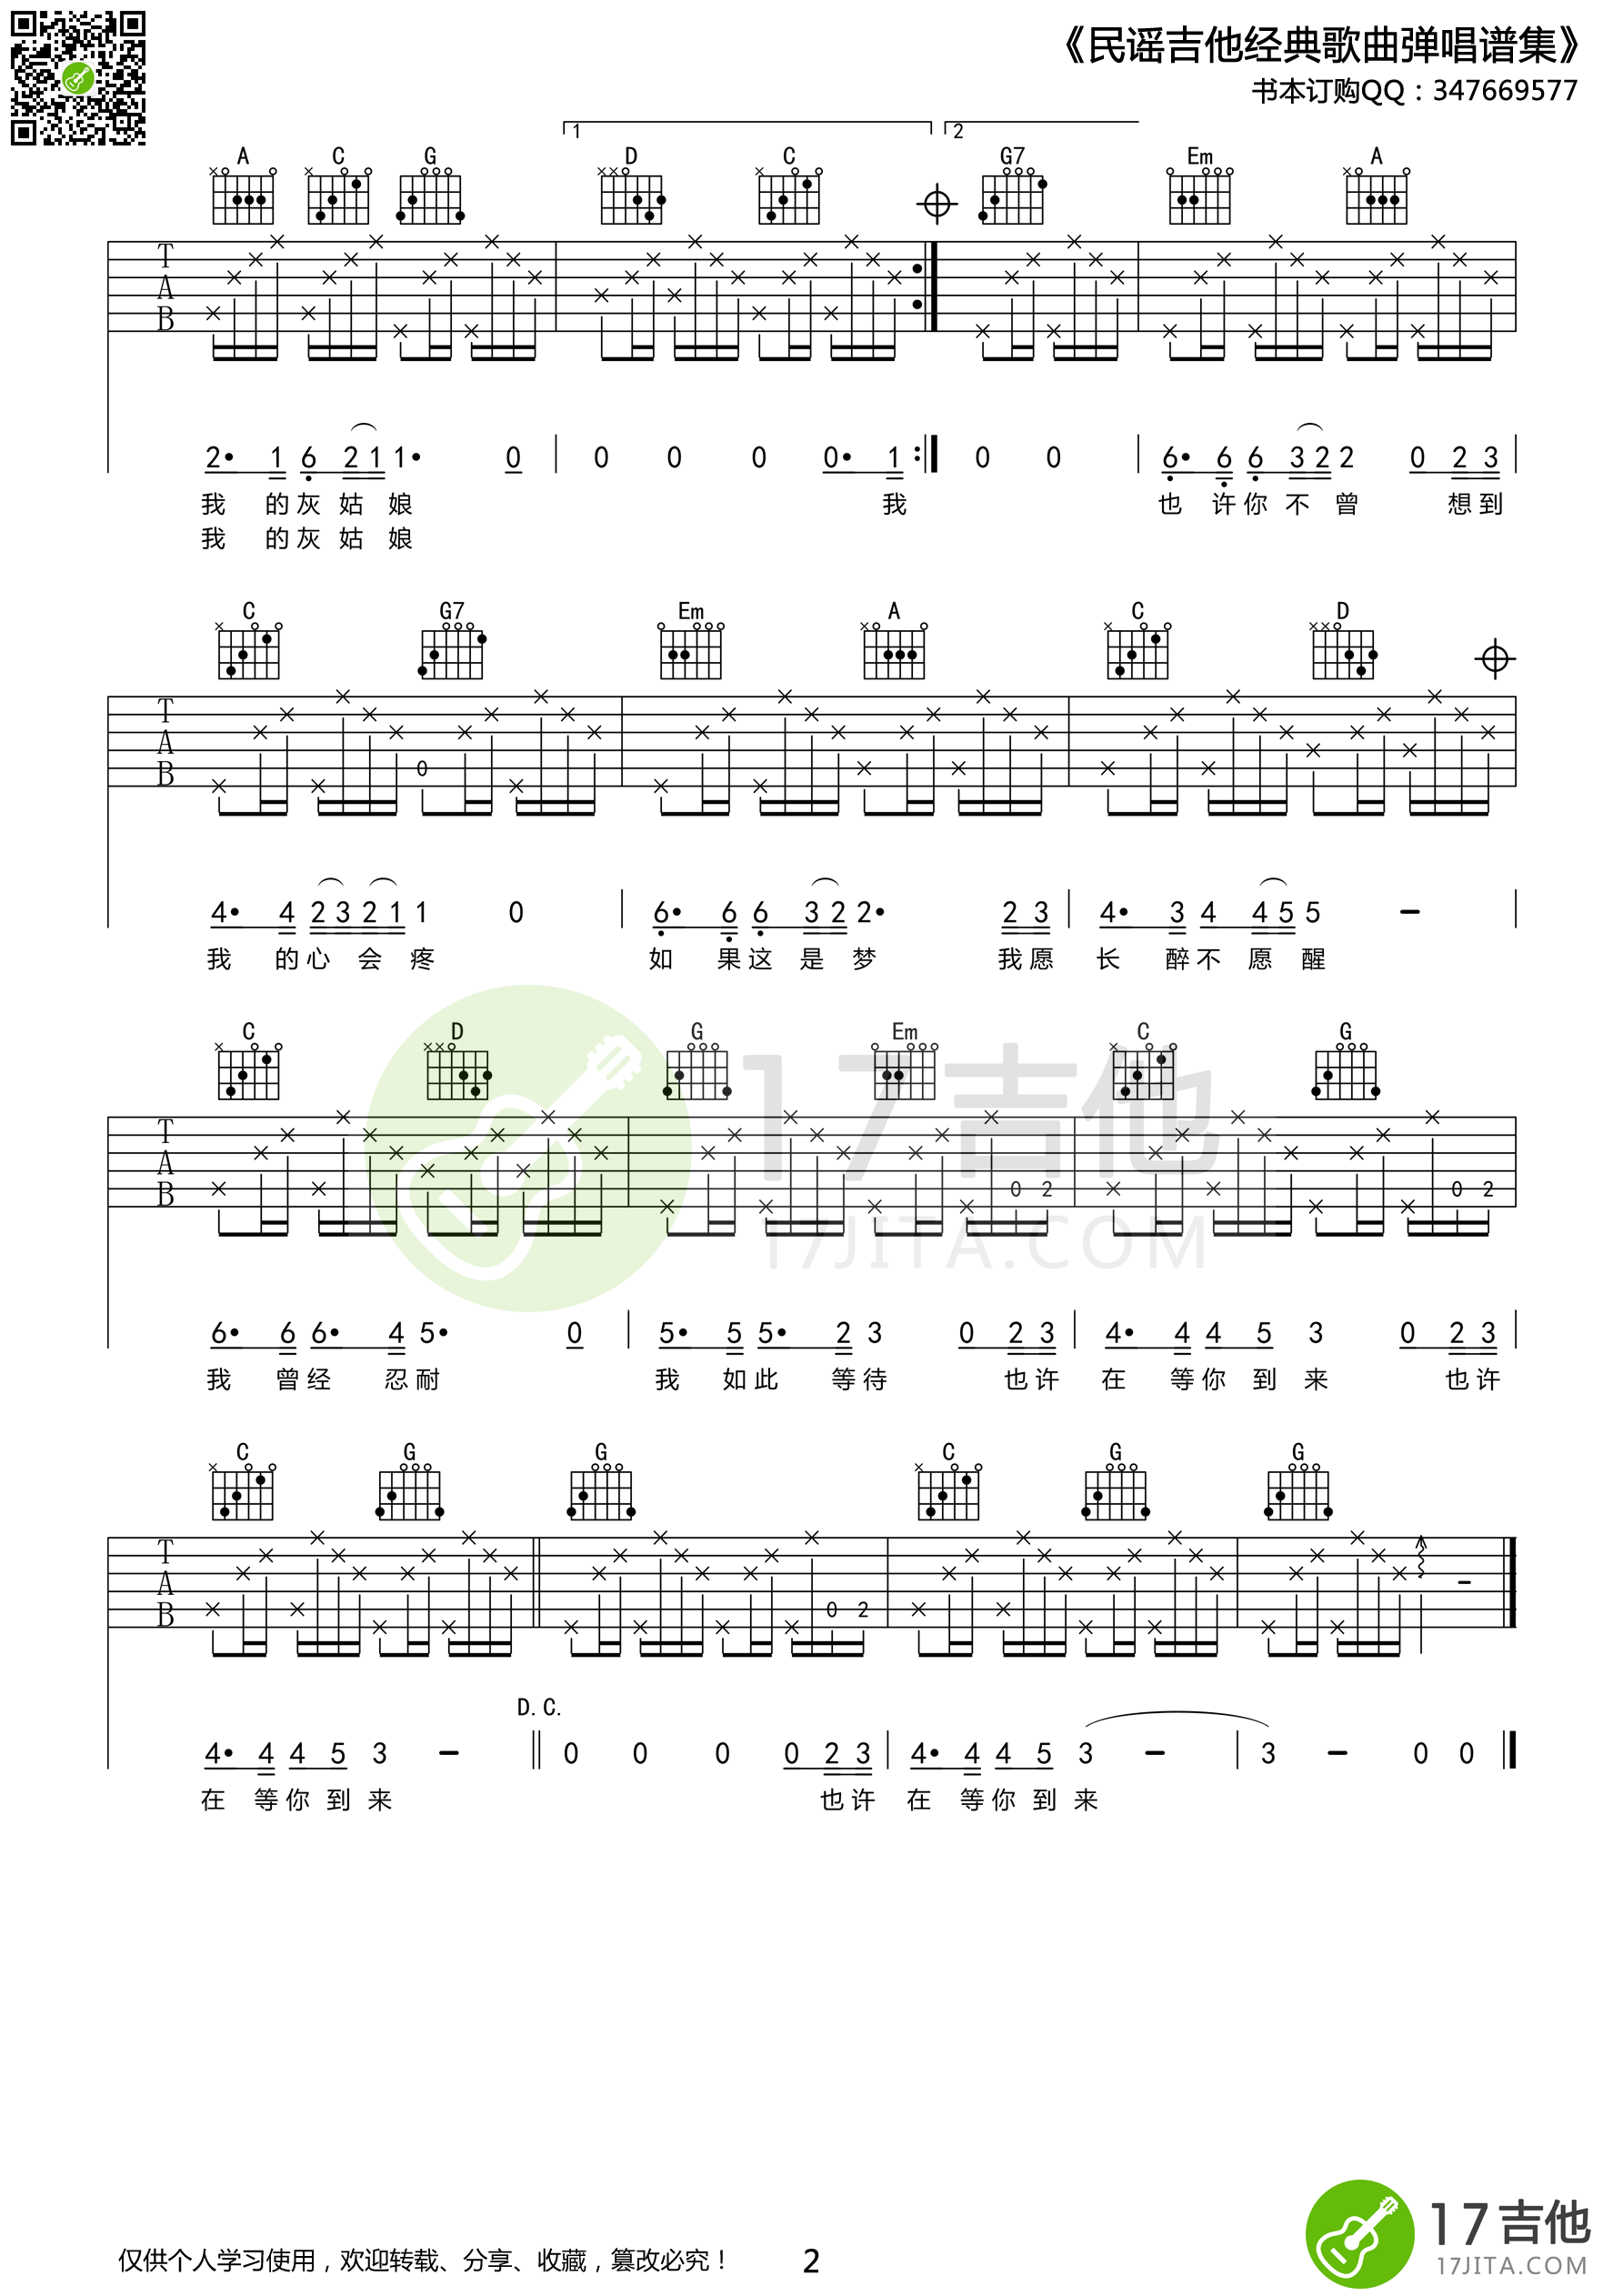 《民谣吉他经典歌曲弹唱谱集》
书本订购QQ：347669577
1 2
A C G D C G7 Em A
T
A
B
2· 1 6 2 1 1· 0 | 0 0 0 0· 1 :| 0 0 | 6· 6 6 3 2 2 0 2 3 |
我 的灰 姑 娘 我 也 许你 不 曾 想到
我 的灰 姑 娘
C G7 Em A C D
T
A
B
0
4· 4 2 3 2 1 1 0 | 6· 6 6 3 2 2· 2 3 | 4· 3 4 4 5 5 - |
我 的心 会 疼 如 果这 是 梦 我愿 长 醉不 愿 醒
C D G Em C G
17吉他
T
A
B
0 2 0 2
17JITA.COM
6· 6 6· 4 5· 0 | 5· 5 5· 2 3 0 2 3 | 4· 4 4 5 3 0 2 3 |
我 曾经 忍耐 我 如此 等待 也许 在 等你 到 来 也许
C G G C G G
T
A
B
0 2
D. C.
4· 4 4 5 3 - || 0 0 0 0 2 3 | 4· 4 4 5 3 - | 3 - 0 0
在 等你 到 来 也许 在 等你 到 来
仅供个人学习使用，欢迎转载、分享、收藏，篡改必究！ 2
17吉他
17JITA.COM